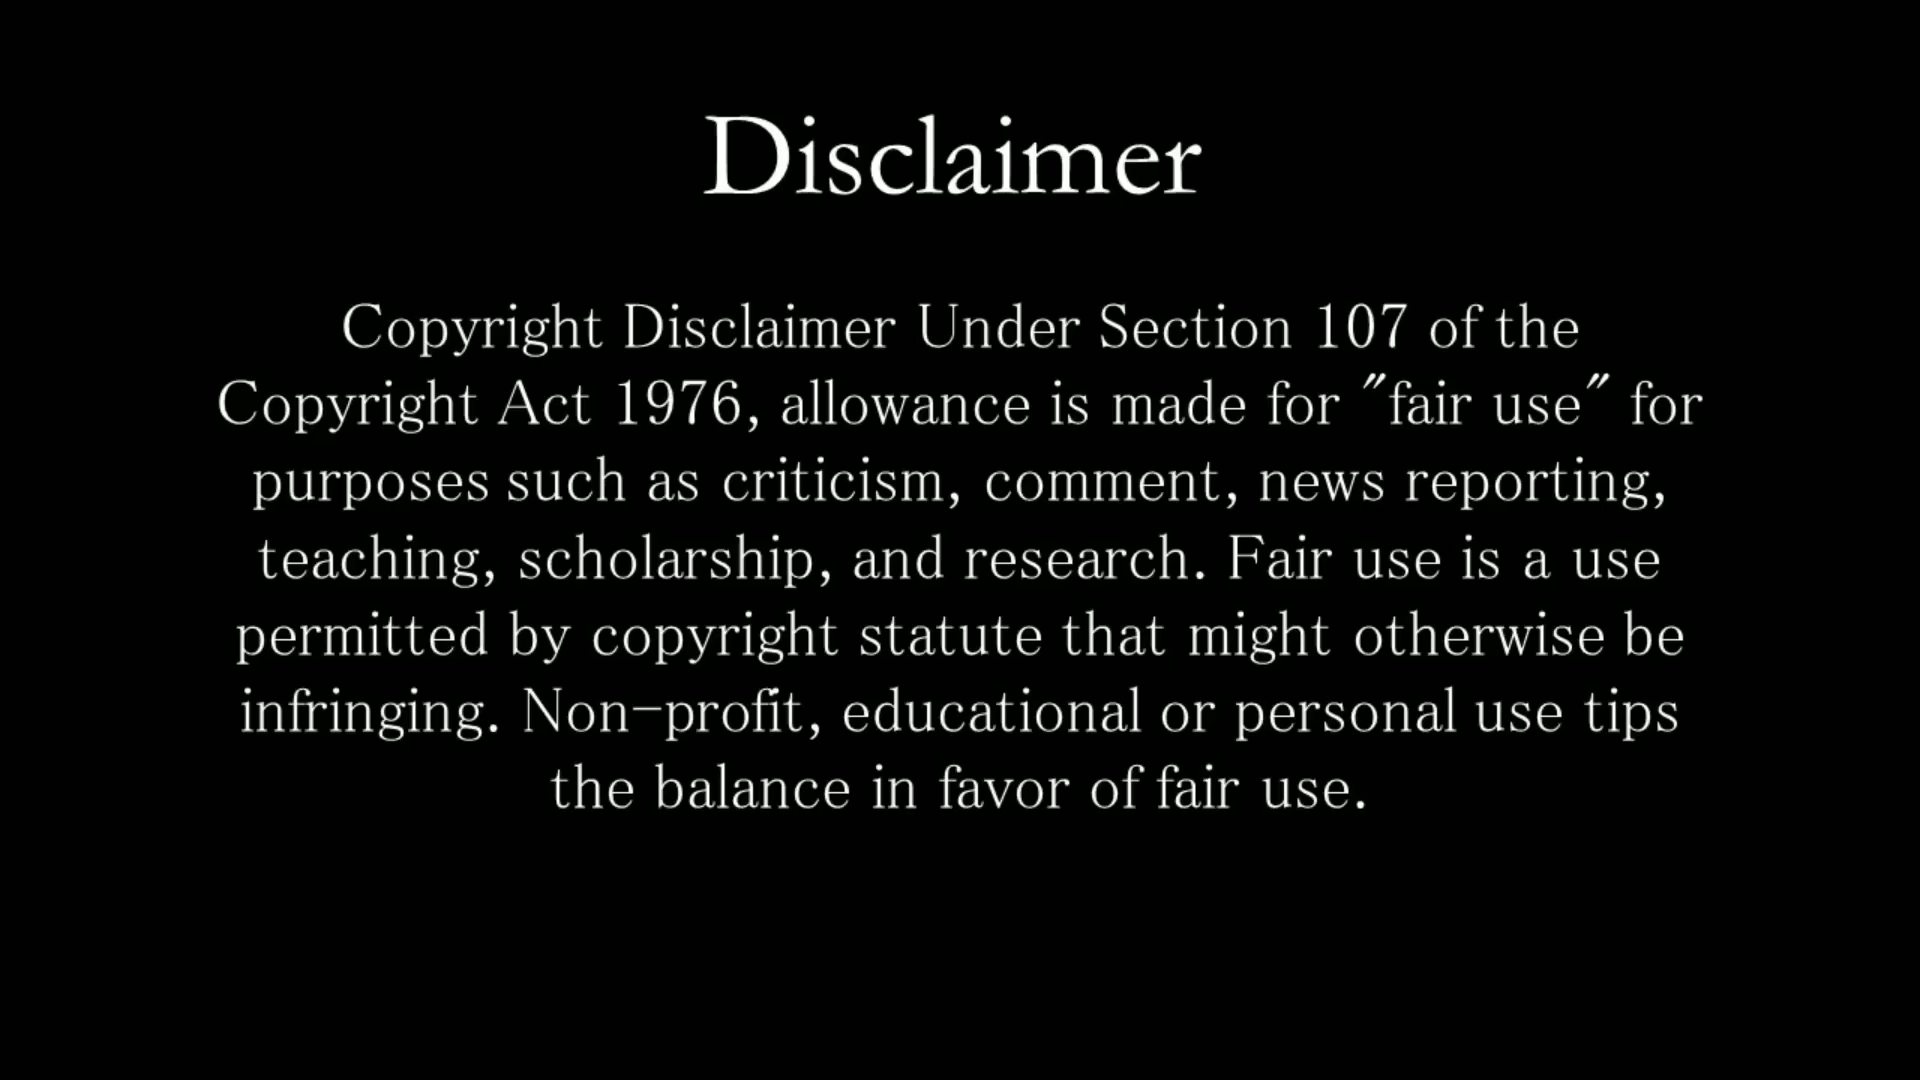 Disclaimer
Copyright Disclaimer Under Section 107 of the
Copyright Act 1976, allowance is made for "fair use" for
purposes such as criticism, comment, news reporting,
teaching, scholarship, and research. Fair use is a use
permitted by copyright statute that might otherwise be
infringing. Non-profit, educational or personal use tips
the balance in favor of fair use.